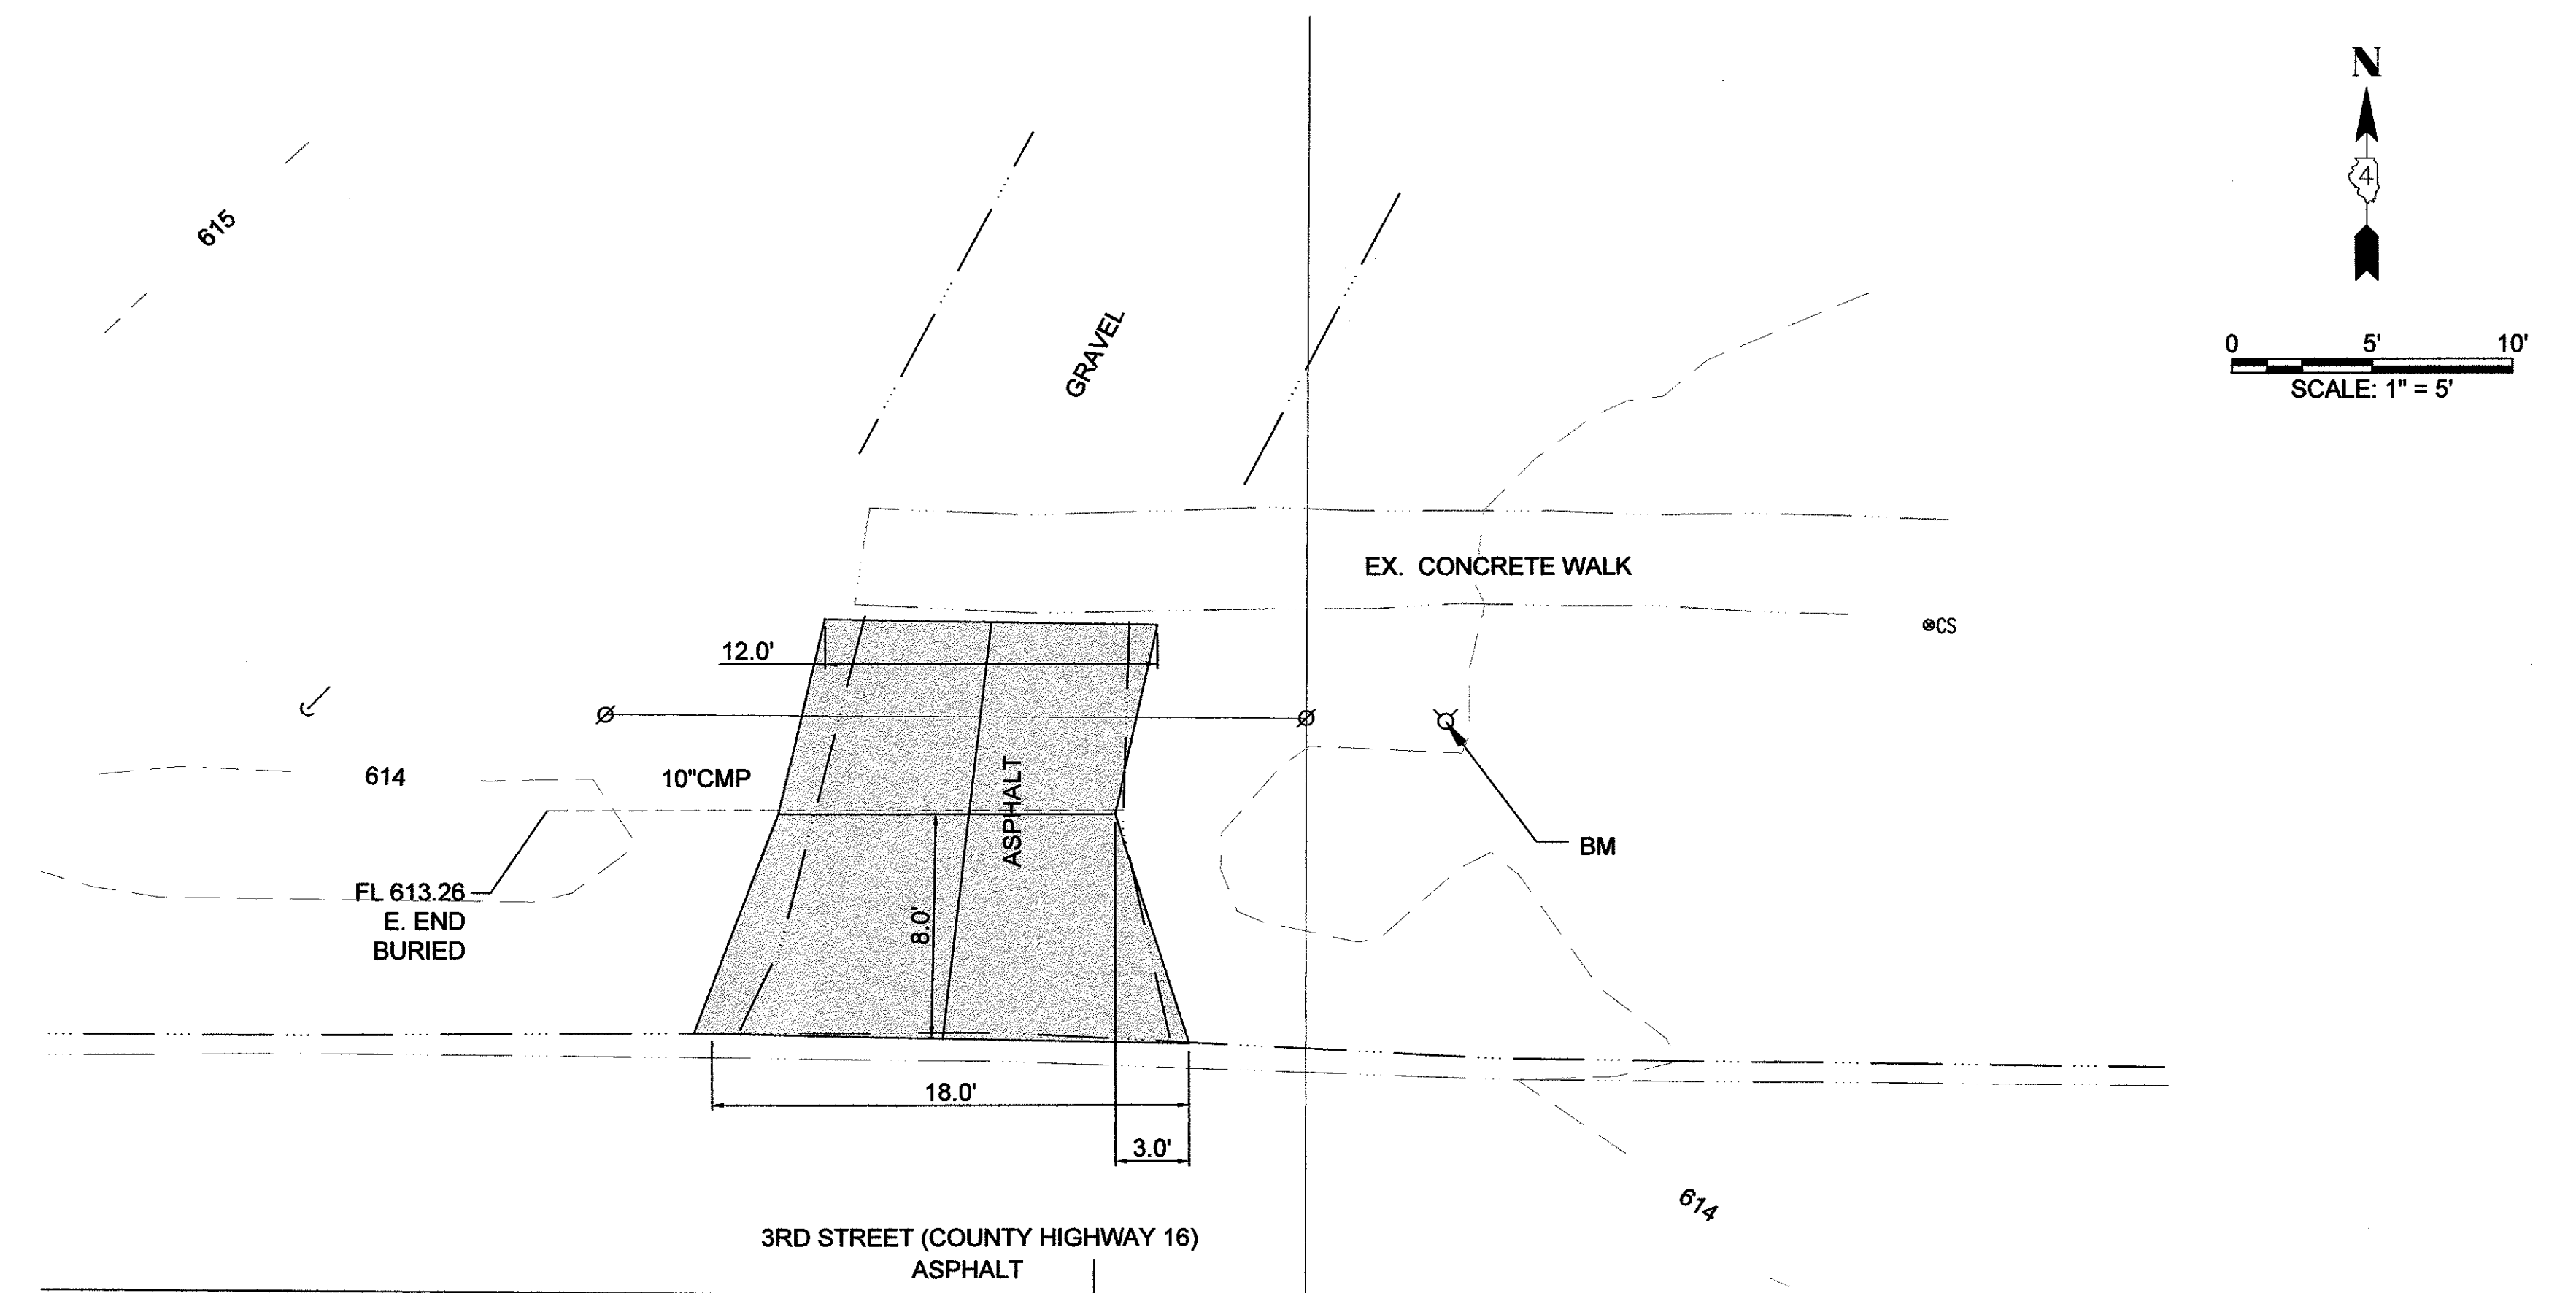 N
4
0 5' 10'
SCALE: 1" = 5'
615
GRAVEL
EX. CONCRETE WALK
CS
12.0'
614
10"CMP
ASPHALT
BM
FL 613.26
E. END
BURIED
8.0'
18.0'
3.0'
614
3RD STREET (COUNTY HIGHWAY 16)
ASPHALT